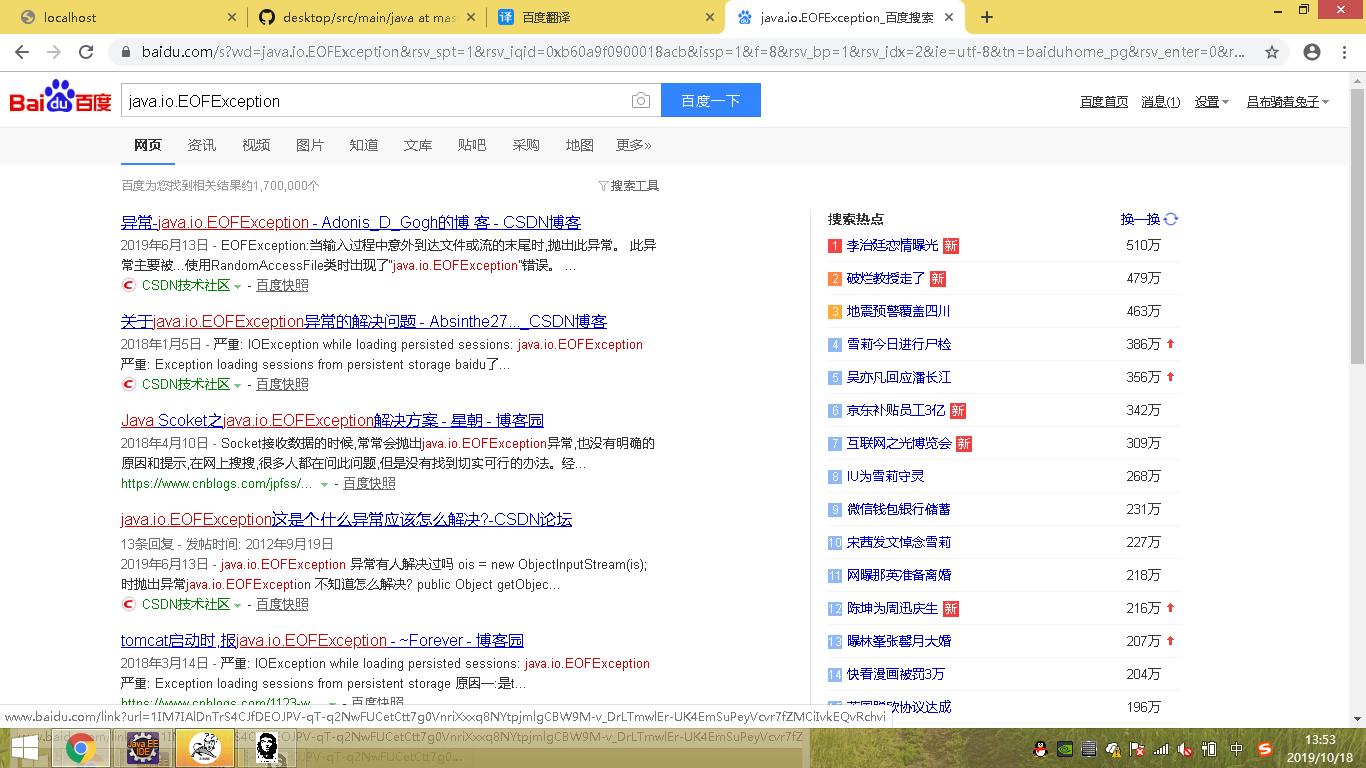 localhost
desktop/src/main/java at mas
百度翻译
java.io.EOFException_百度搜索
baidu.com/s?wd=java.io.EOFException&rsv_spt=1&rsv_iqid=0xb60a9f0900018acb&issp=1&f=8&rsv_bp=1&rsv_idx=2&ie=utf-8&tn=baiduhome_pg&rsv_enter=0&r...
Bai du 百度
java.io.EOFException
百度一下
百度首页 消息(1) 设置 吕布骑着兔子
网页 资讯 视频 图片 知道 文库 贴吧 采购 地图 更多»
百度为您找到相关结果约1,700,000个
搜索工具
异常-java.io.EOFException - Adonis_D_Gogh的博 客 - CSDN博客
2019年6月13日 - EOFException:当输入过程中意外到达文件或流的末尾时,抛出此异常。 此异
常主要被...使用RandomAccessFile类时出现了"java.io.EOFException"错误。 ...
CSDN技术社区 - 百度快照
关于java.io.EOFException异常的解决问题 - Absinthe27..._CSDN博客
2018年1月5日 - 严重: IOException while loading persisted sessions: java.io.EOFException
严重: Exception loading sessions from persistent storage baidu了...
CSDN技术社区 - 百度快照
Java Scoket之java.io.EOFException解决方案 - 星朝 - 博客园
2018年4月10日 - Socket接收数据的时候,常常会抛出java.io.EOFException异常,也没有明确的
原因和提示,在网上搜搜,很多人都在问此问题,但是没有找到切实可行的办法。经...
https://www.cnblogs.com/jpfss/... - 百度快照
java.io.EOFException这是个什么异常应该怎么解决?-CSDN论坛
13条回复 - 发帖时间: 2012年9月19日
2019年6月13日 - java.io.EOFException 异常有人解决过吗 ois = new ObjectInputStream(is);
时抛出异常java.io.EOFException 不知道怎么解决? public Object getObjec...
CSDN技术社区 - 百度快照
tomcat启动时,报java.io.EOFException - ~Forever - 博客园
2018年3月14日 - 严重: IOException while loading persisted sessions: java.io.EOFException
严重: Exception loading sessions from persistent storage 原因一:是t...
https://www.cnblogs.com/1123-w... - 百度快照
搜索热点 换一换
1 李治廷恋情曝光 新 510万
2 破烂教授走了 新 479万
3 地震预警覆盖四川 463万
4 雪莉今日进行尸检 386万
5 吴亦凡回应潘长江 356万
6 京东补贴员工3亿 新 342万
7 互联网之光博览会 新 309万
8 IU为雪莉守灵 268万
9 微信钱包银行储蓄 231万
10 宋茜发文悼念雪莉 227万
11 网曝那英准备离婚 218万
12 陈坤为周迅庆生 新 216万
13 曝林峯张馨月大婚 207万
14 快看漫画被罚3万 204万
脱欧协议达成 196万
Java EE
IDE
中
13:53
2019/10/18